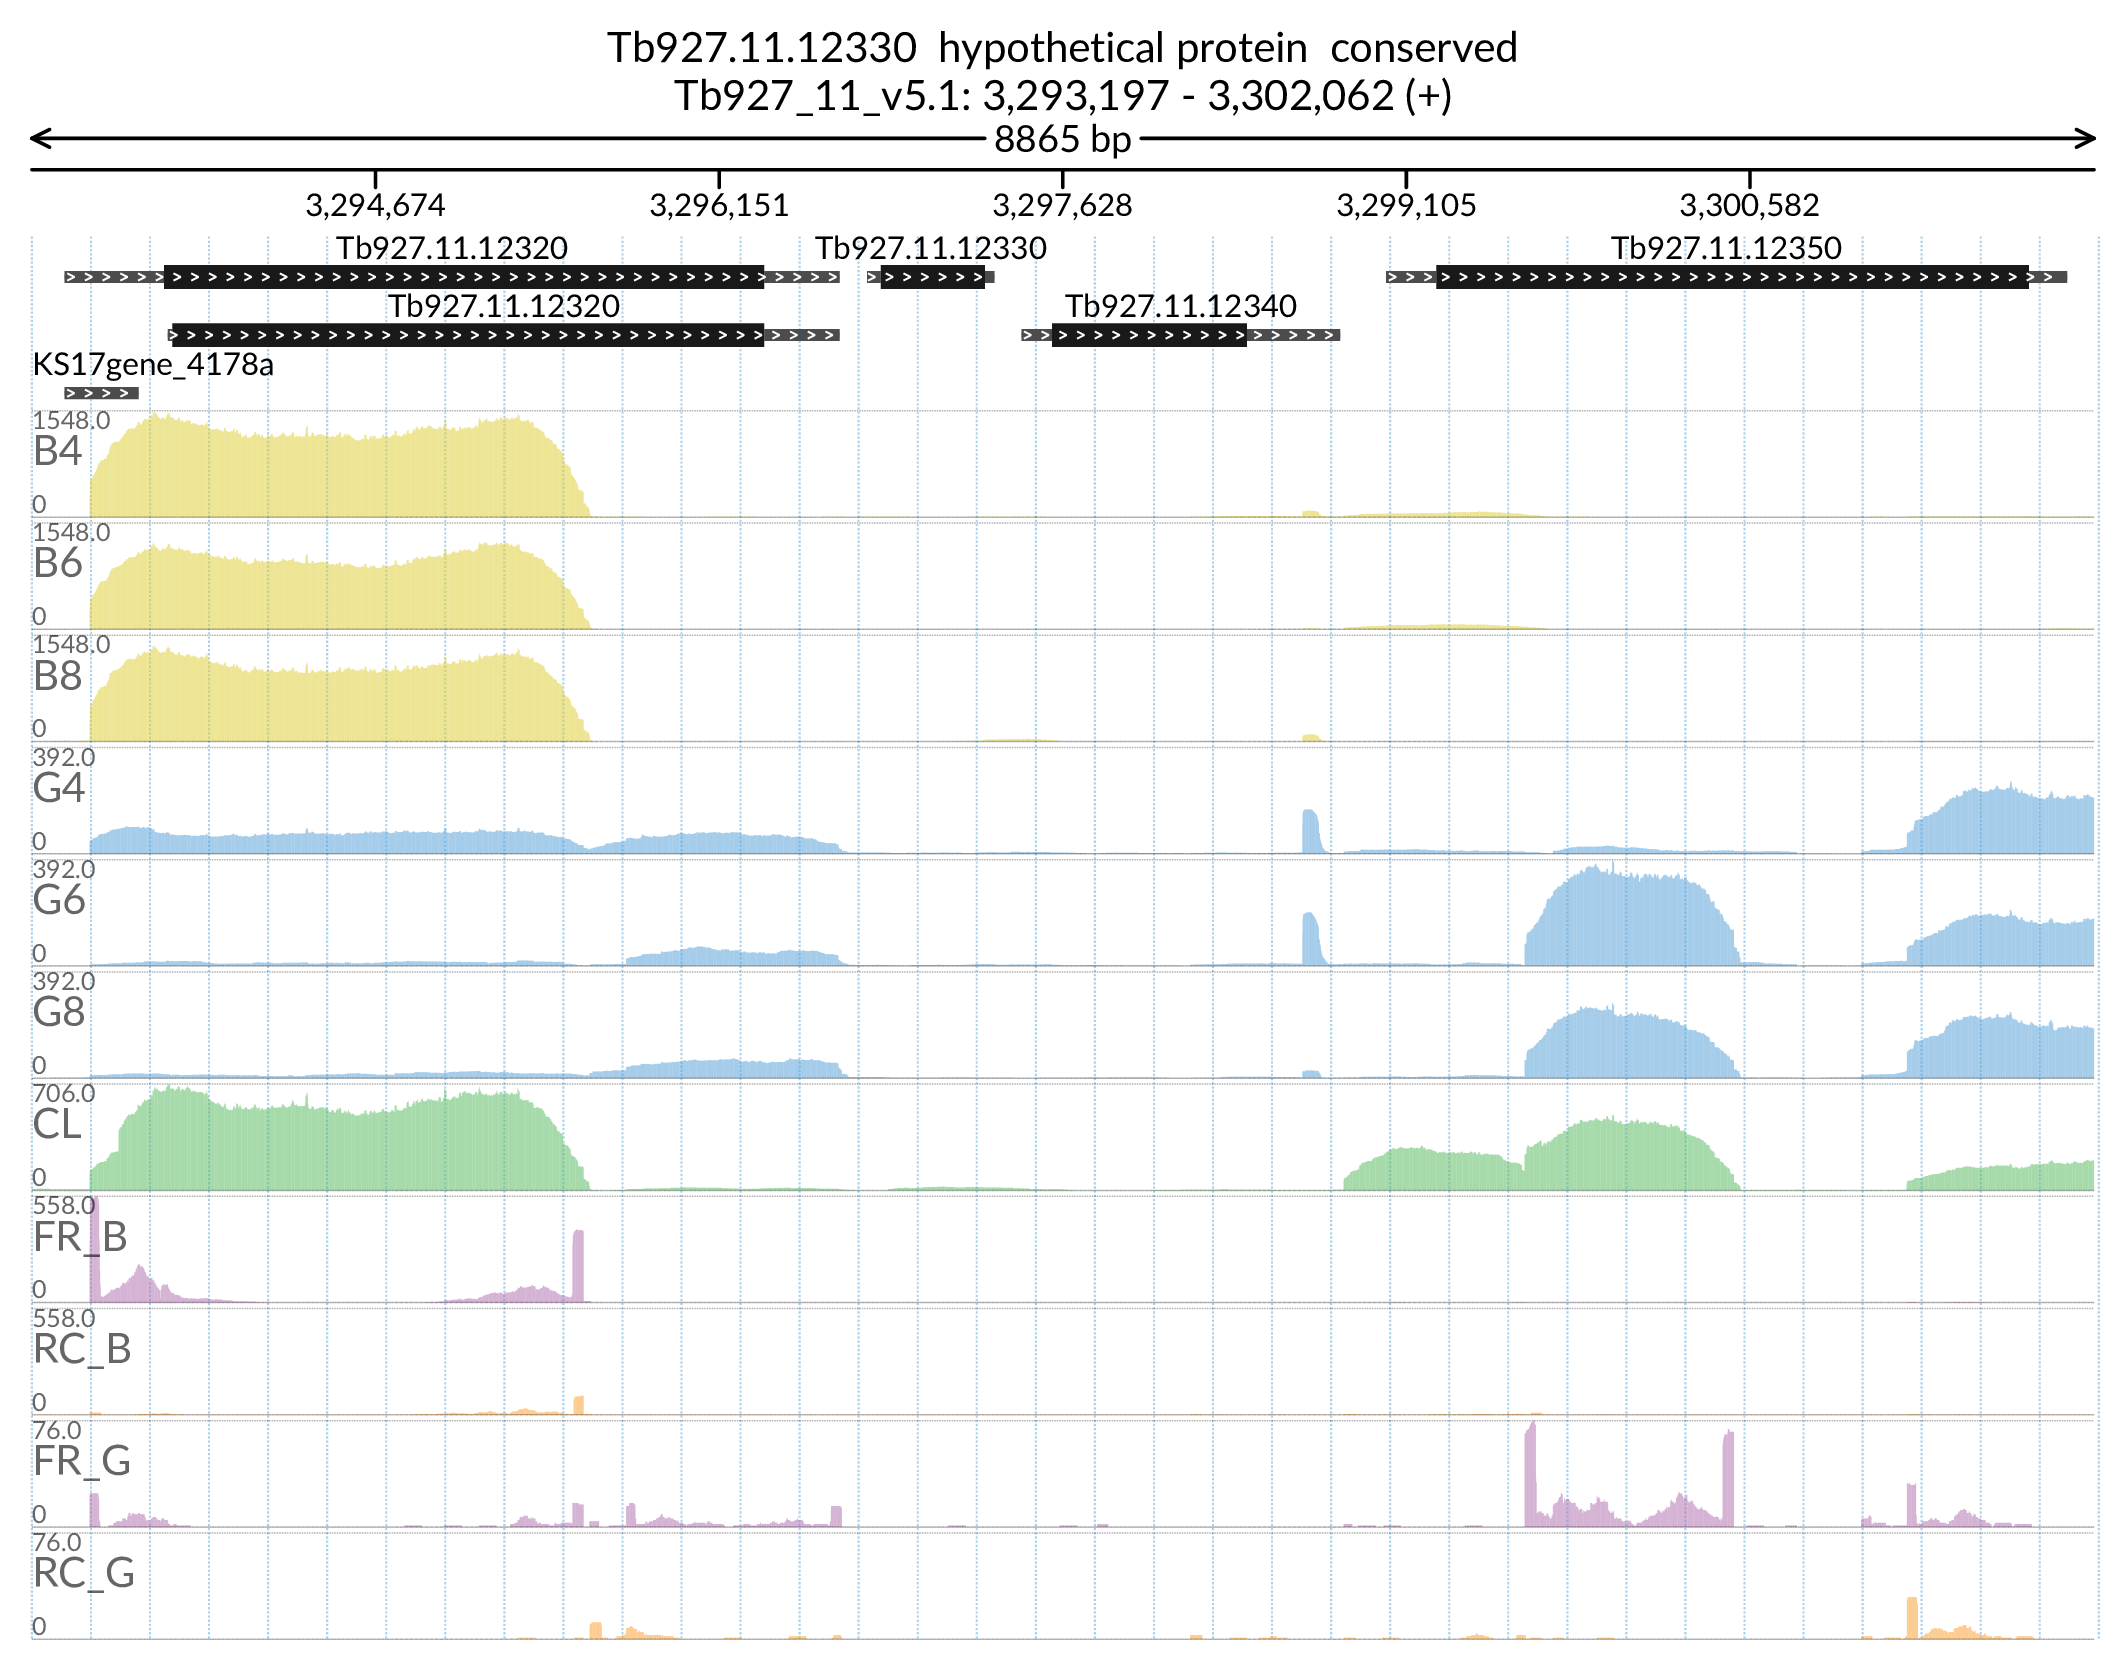 Tb927.11.12330  hypothetical protein  conserved
Tb927_11_v5.1: 3,293,197 - 3,302,062 (+)
8865 bp
3,294,674 3,296,151 3,297,628 3,299,105 3,300,582
Tb927.11.12320 Tb927.11.12330 Tb927.11.12350
Tb927.11.12320 Tb927.11.12340
KS17gene_4178a
1548.0
B4
0
1548.0
B6
0
1548.0
B8
0
392.0
G4
0
392.0
G6
0
392.0
G8
0
706.0
CL
0
558.0
FR_B
0
558.0
RC_B
0
76.0
FR_G
0
76.0
RC_G
0